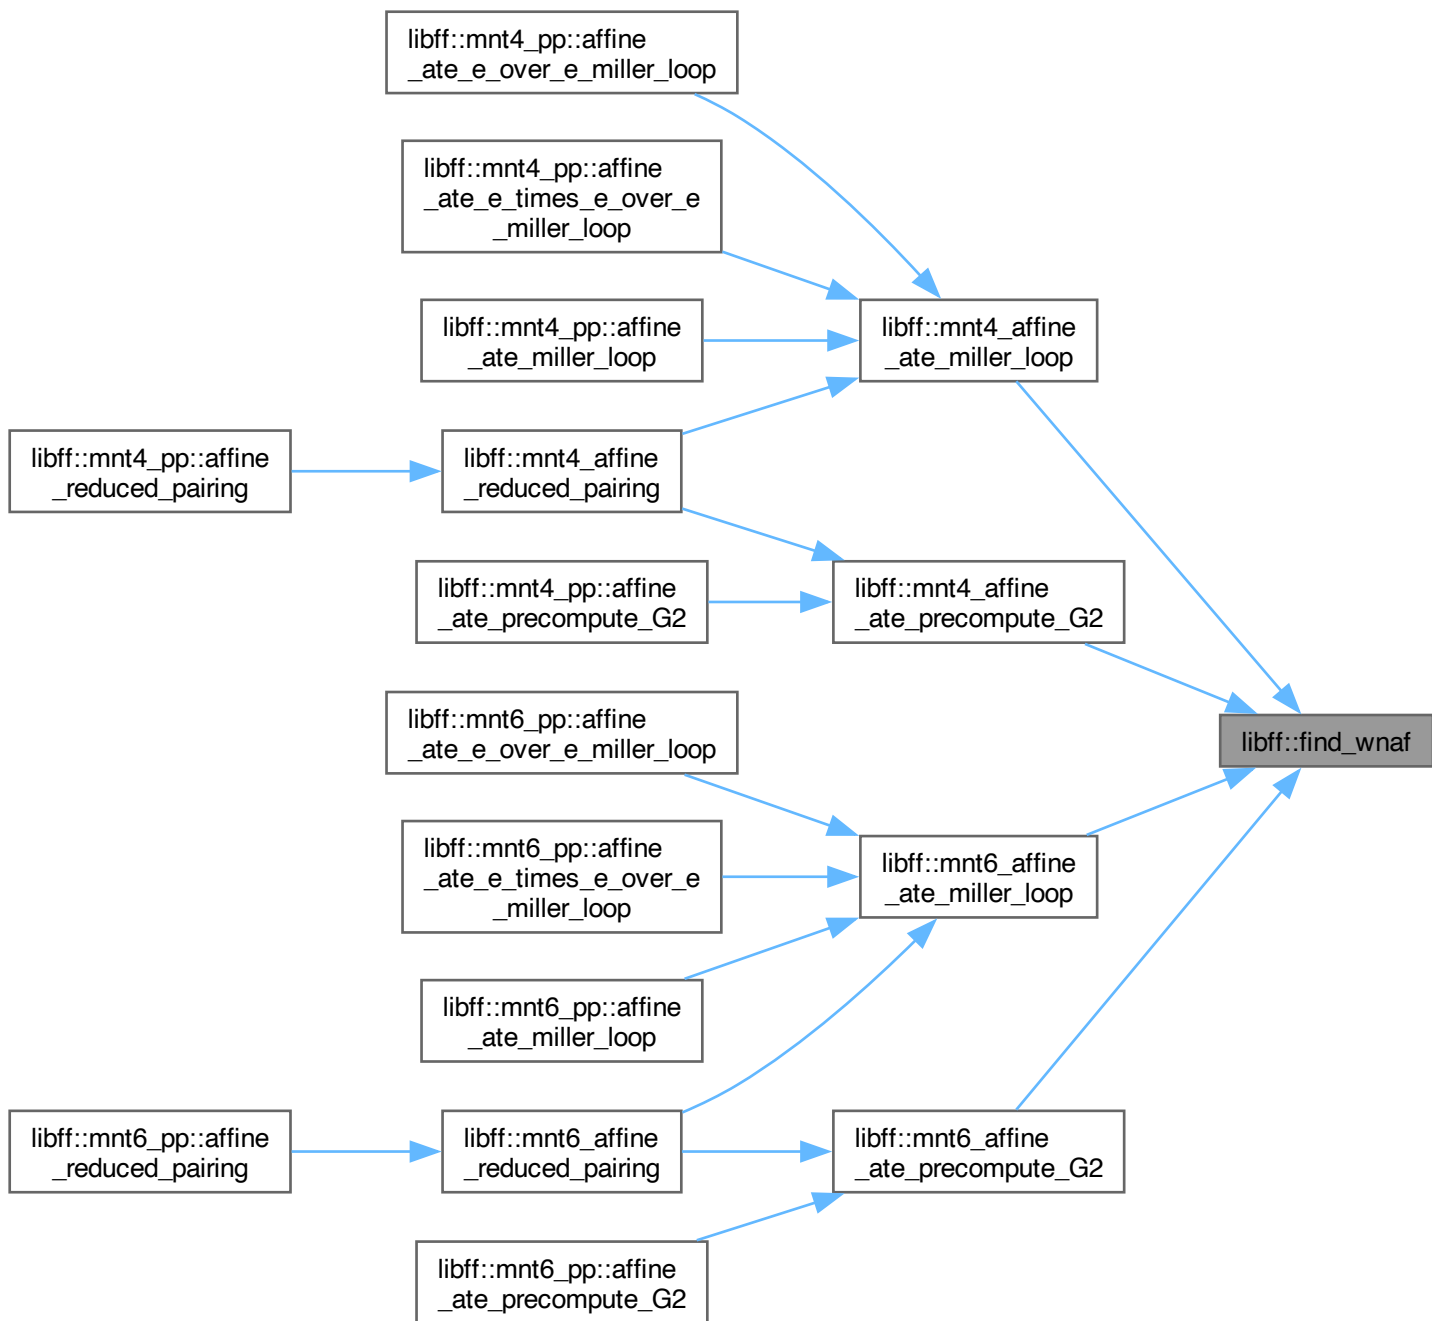 libff::mnt4_pp::affine
_ate_e_over_e_miller_loop
libff::mnt4_pp::affine
_ate_e_times_e_over_e
_miller_loop
libff::mnt4_pp::affine
_ate_miller_loop
libff::mnt4_affine
_ate_miller_loop
libff::mnt4_pp::affine
_reduced_pairing
libff::mnt4_affine
_reduced_pairing
libff::mnt4_pp::affine
_ate_precompute_G2
libff::mnt4_affine
_ate_precompute_G2
libff::mnt6_pp::affine
_ate_e_over_e_miller_loop
libff::find_wnaf
libff::mnt6_pp::affine
_ate_e_times_e_over_e
_miller_loop
libff::mnt6_affine
_ate_miller_loop
libff::mnt6_pp::affine
_ate_miller_loop
libff::mnt6_pp::affine
_reduced_pairing
libff::mnt6_affine
_reduced_pairing
libff::mnt6_affine
_ate_precompute_G2
libff::mnt6_pp::affine
_ate_precompute_G2